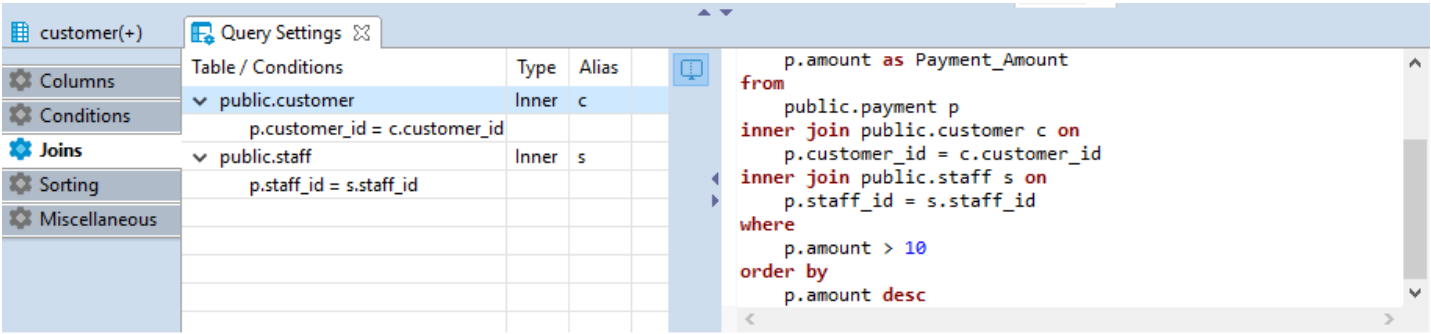 customer(+)
Query Settings
Columns
Conditions
Joins
Sorting
Miscellaneous
Table / Conditions Type Alias
public.customer Inner c
p.customer_id = c.customer_id
public.staff Inner s
p.staff_id = s.staff_id
p.amount as Payment_Amount
from
public.payment p
inner join public.customer c on
p.customer_id = c.customer_id
inner join public.staff s on
p.staff_id = s.staff_id
where
p.amount > 10
order by
p.amount desc